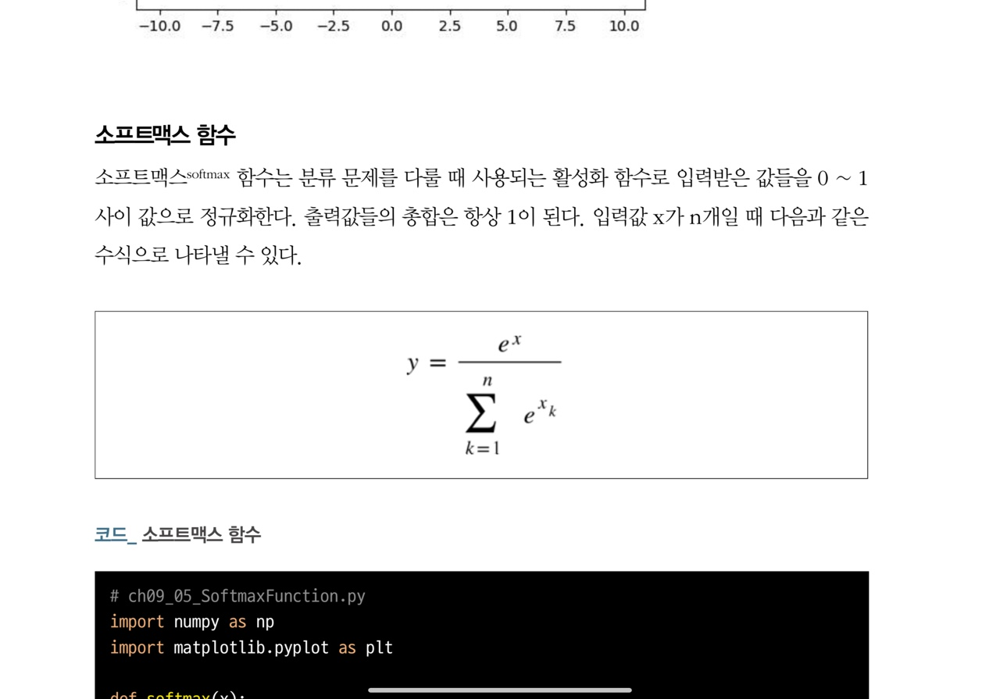 −10.0 −7.5 −5.0 −2.5 0.0 2.5 5.0 7.5 10.0
소프트맥스 함수
소프트맥스softmax 함수는 분류 문제를 다룰 때 사용되는 활성화 함수로 입력받은 값들을 0 ~ 1
사이 값으로 정규화한다. 출력값들의 총합은 항상 1이 된다. 입력값 x가 n개일 때 다음과 같은
수식으로 나타낼 수 있다.
e^x
y =
n
∑ e^{x_k}
k=1
코드_ 소프트맥스 함수
# ch09_05_SoftmaxFunction.py
import numpy as np
import matplotlib.pyplot as plt
def softmax(x):